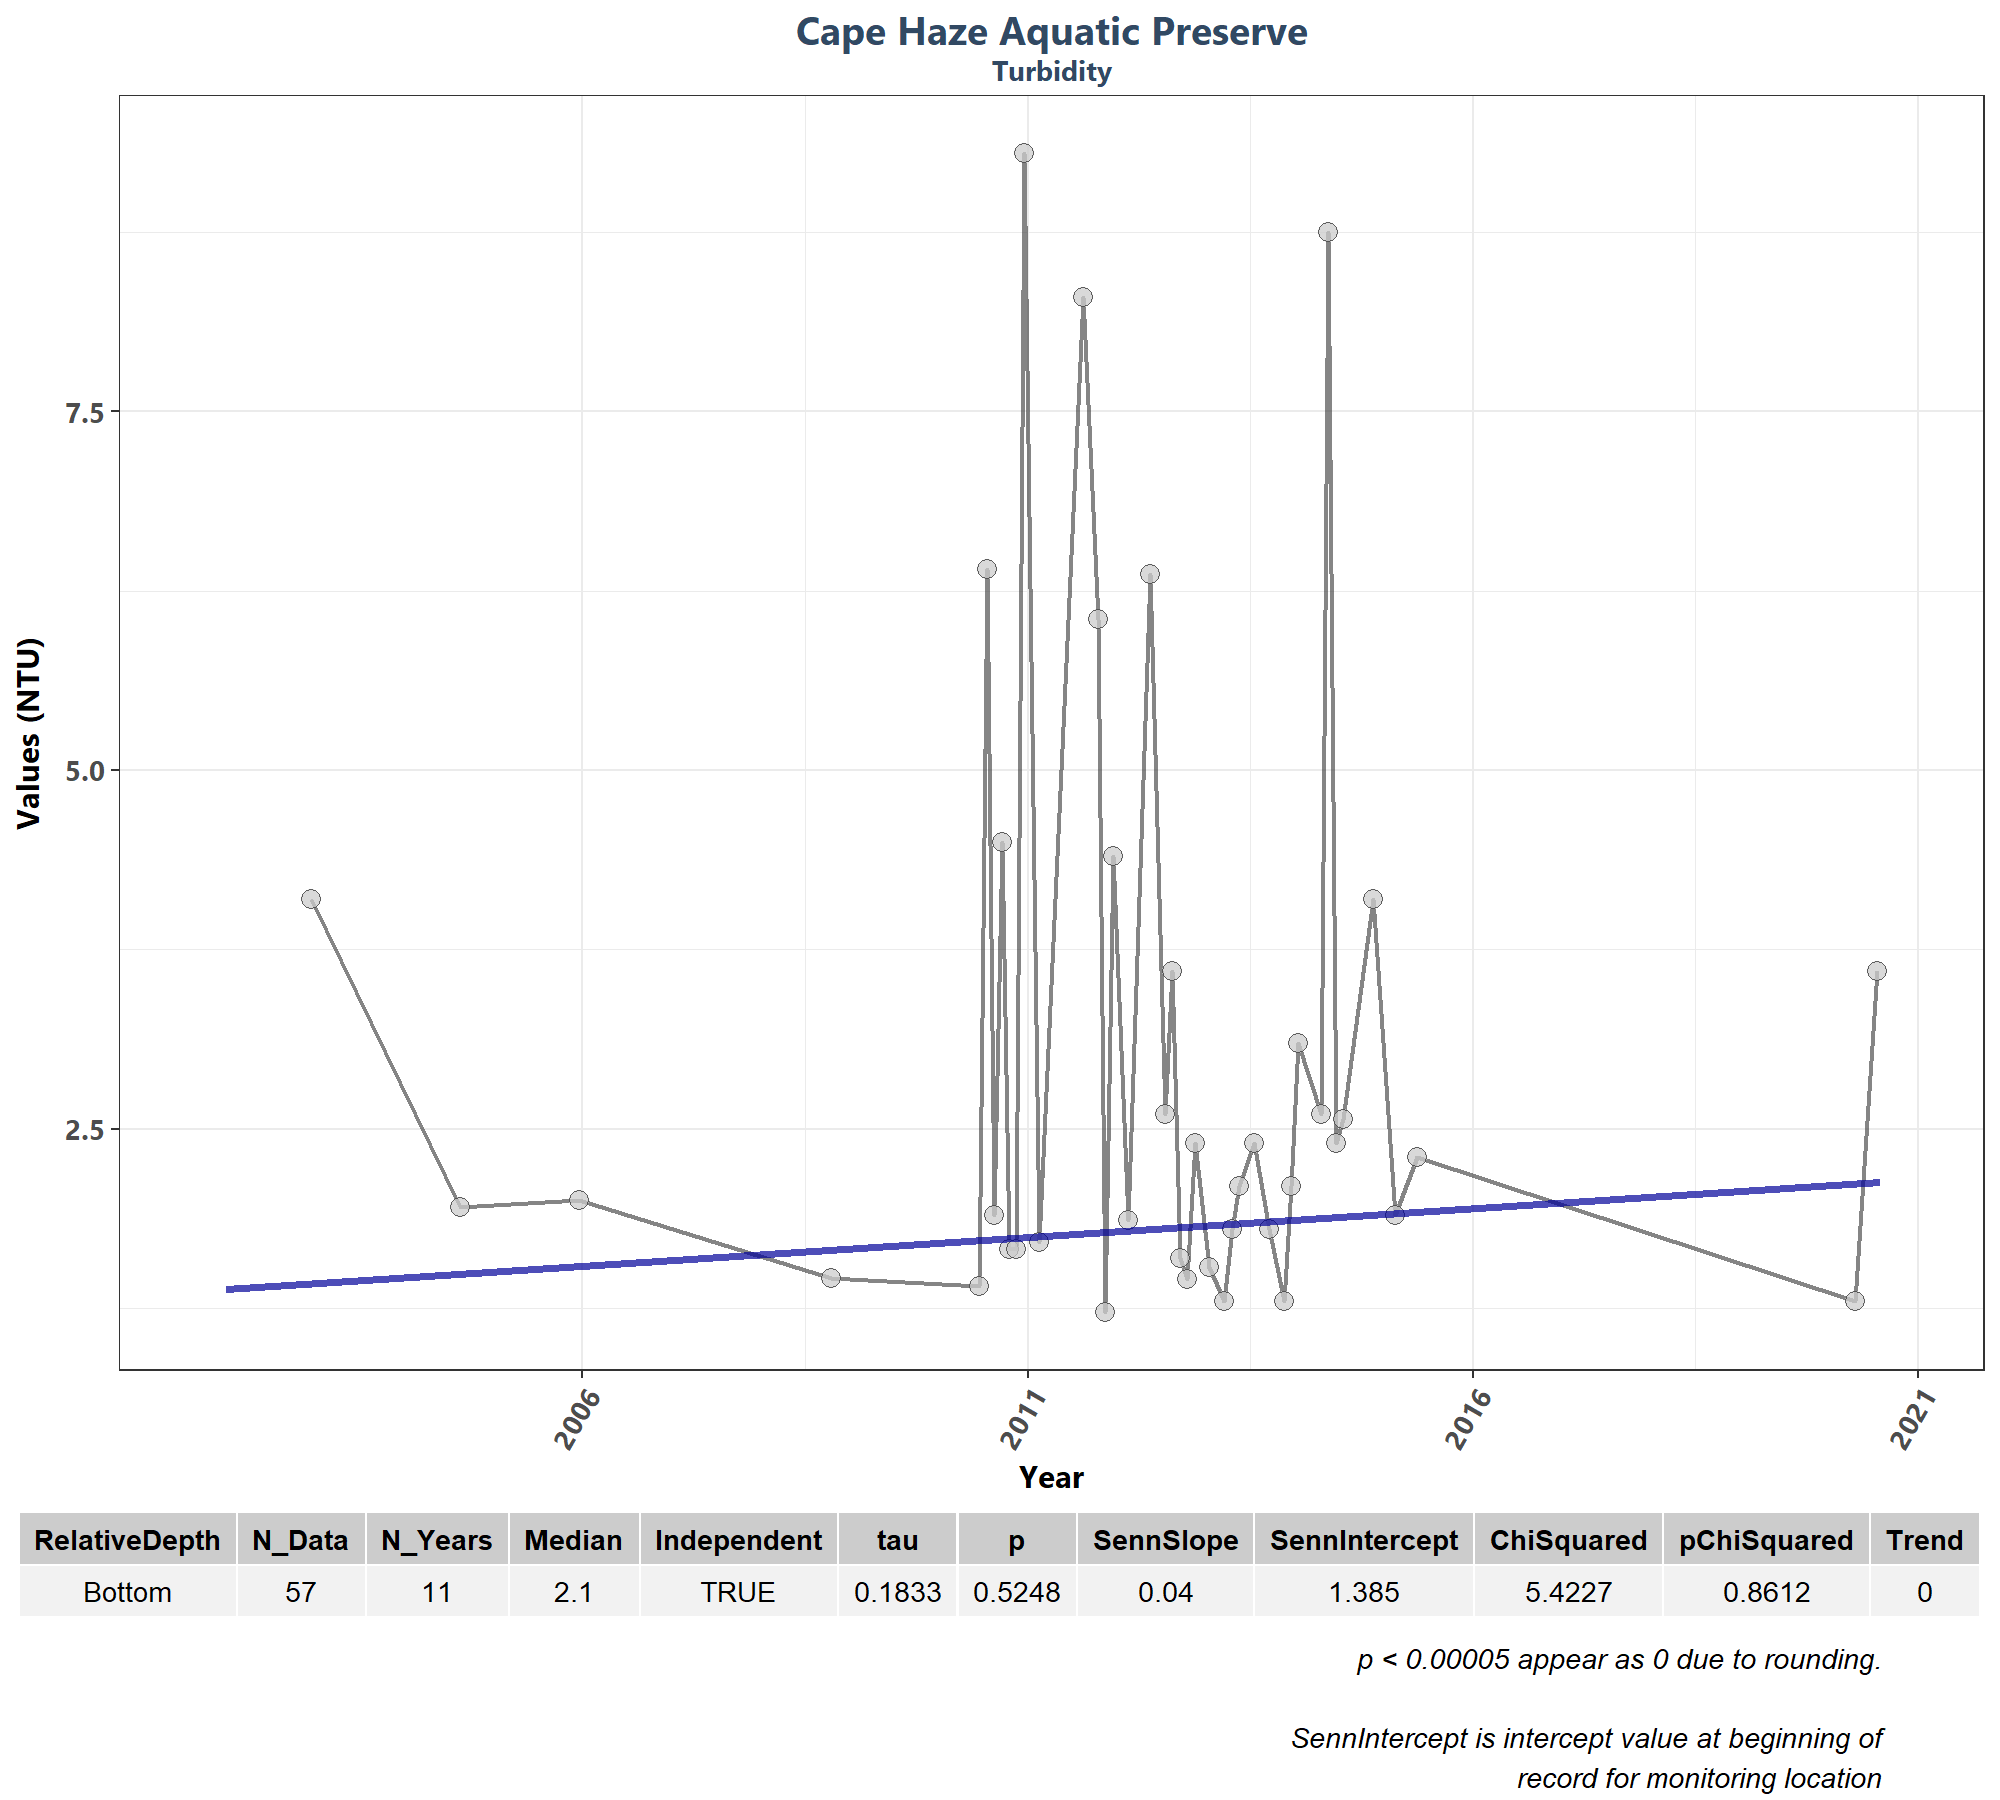 Cape Haze Aquatic Preserve
Turbidity
Values (NTU)
7.5
5.0
2.5
2006
2011
2016
2021
Year
RelativeDepth N_Data N_Years Median Independent tau p SennSlope SennIntercept ChiSquared pChiSquared Trend
Bottom 57 11 2.1 TRUE 0.1833 0.5248 0.04 1.385 5.4227 0.8612 0
p < 0.00005 appear as 0 due to rounding.
SennIntercept is intercept value at beginning of
record for monitoring location